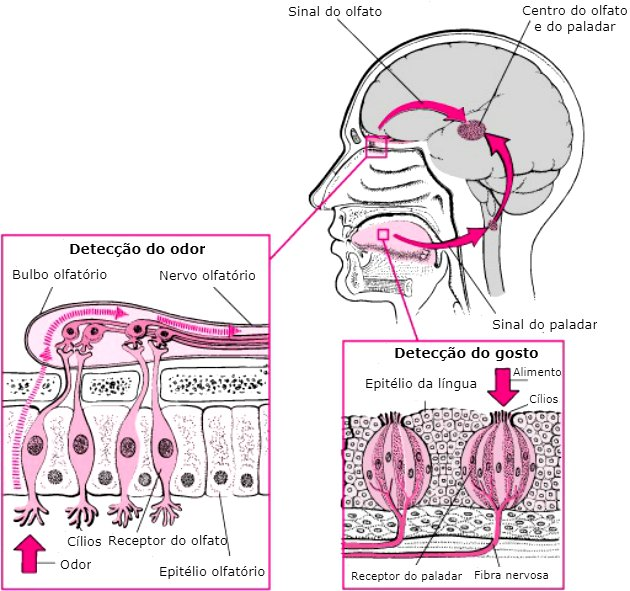 Sinal do olfato
Centro do olfato
e do paladar
Detecção do odor
Bulbo olfatório
Nervo olfatório
Cílios
Receptor do olfato
Odor
Epitélio olfatório
Sinal do paladar
Detecção do gosto
Alimento
Epitélio da língua
Cílios
Receptor do paladar
Fibra nervosa